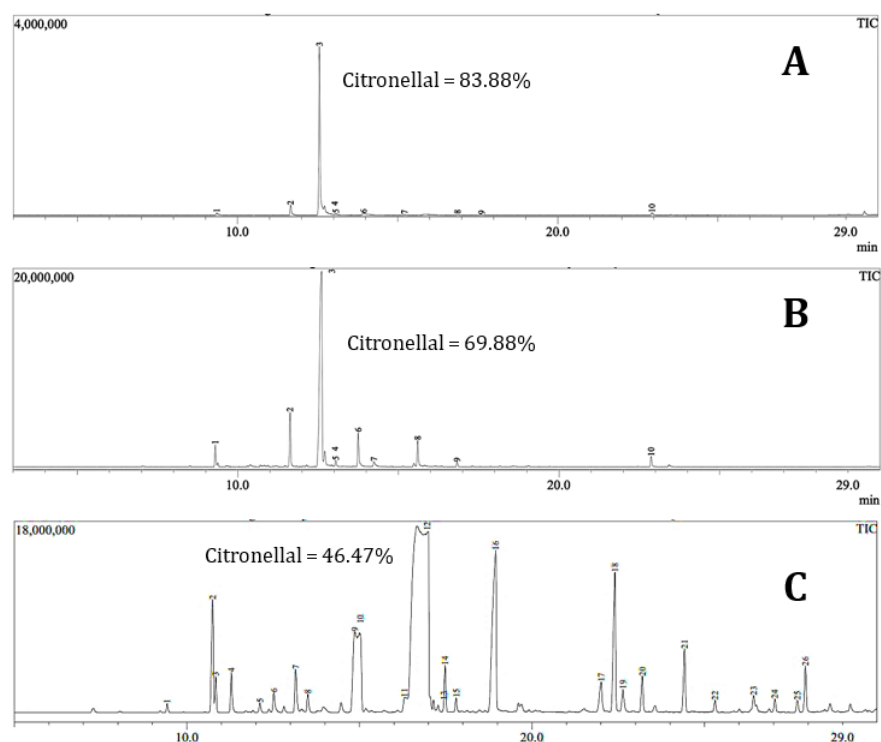 4,000,000 TIC
A
3
Citronellal = 83.88%
1 2 5 4 6 7 8 9 10
10.0 20.0 29.0
min
20,000,000 TIC
B
3
Citronellal = 69.88%
1 2 5 4 6 7 8 9 10
10.0 20.0 29.0
min
18,000,000 TIC
C
Citronellal = 46.47%
1 2 3 4 5 6 7 8 9 10 11 12 13 14 15 16 17 18 19 20 21 22 23 24 25 26
10.0 20.0 29.0
min